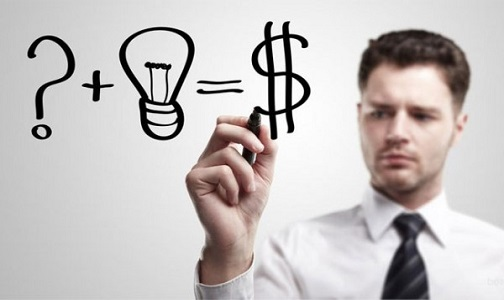 ? + = $